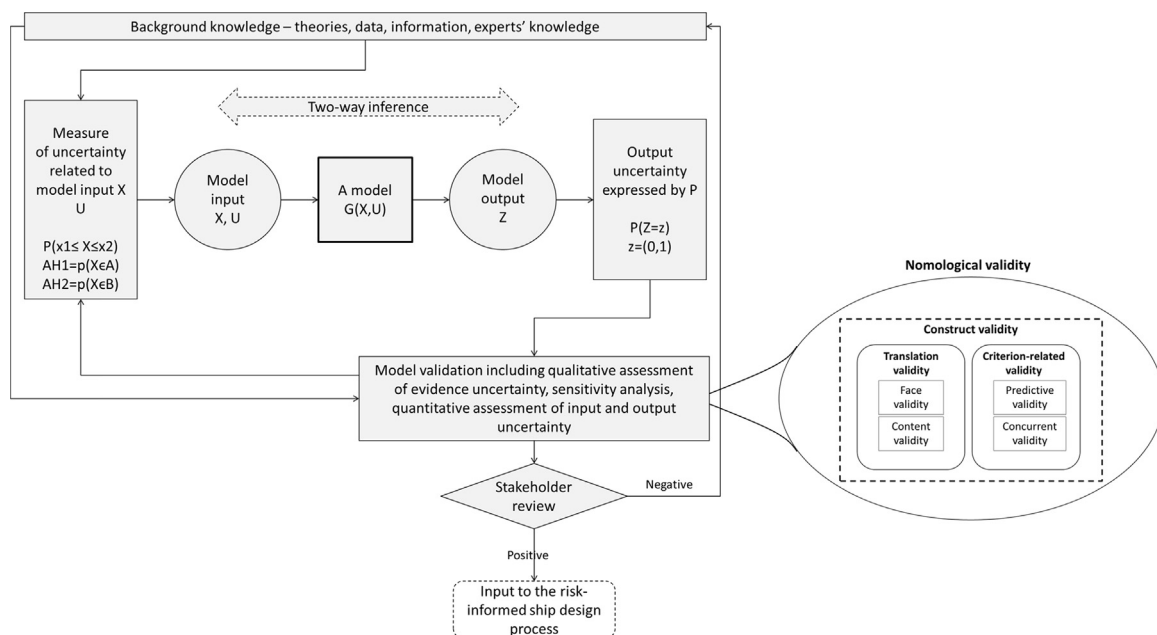 Background knowledge – theories, data, information, experts' knowledge
Two-way inference
Measure
of uncertainty
related to
model input X
U
P(x1≤ X≤x2)
AH1=p(XϵA)
AH2=p(XϵB)
Model
input
X, U
A model
G(X,U)
Model
output
Z
Output
uncertainty
expressed by P
P(Z=z)
z=(0,1)
Model validation including qualitative assessment
of evidence uncertainty, sensitivity analysis,
quantitative assessment of input and output
uncertainty
Stakeholder
review
Negative
Positive
Input to the risk-
informed ship design
process
Nomological validity
Construct validity
Translation
validity
Face
validity
Content
validity
Criterion-related
validity
Predictive
validity
Concurrent
validity